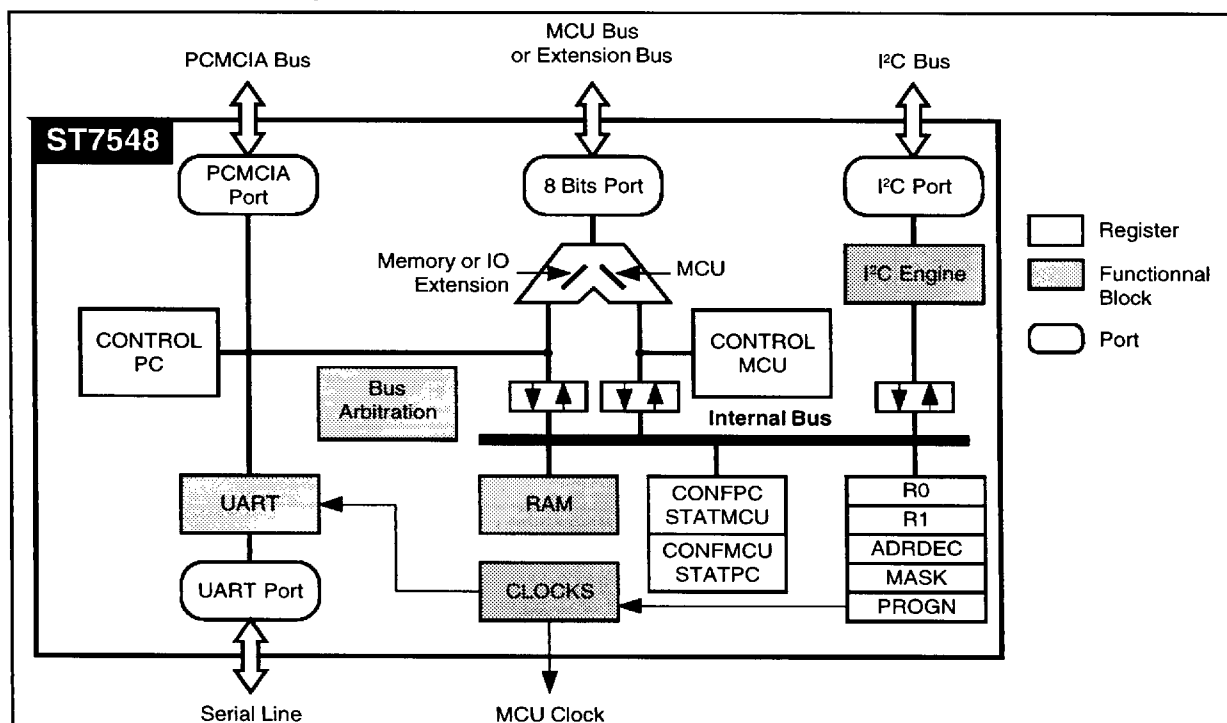 PCMCIA Bus
MCU Bus
or Extension Bus
I²C Bus
ST7548
PCMCIA
Port
8 Bits Port
I²C Port
Register
Memory or IO
Extension
MCU
I²C Engine
Functionnal
Block
CONTROL
PC
CONTROL
MCU
Port
Bus
Arbitration
Internal Bus
UART
RAM
CONFPC
STATMCU
CONFMCU
STATPC
R0
R1
ADRDEC
MASK
PROGN
UART Port
CLOCKS
Serial Line
MCU Clock